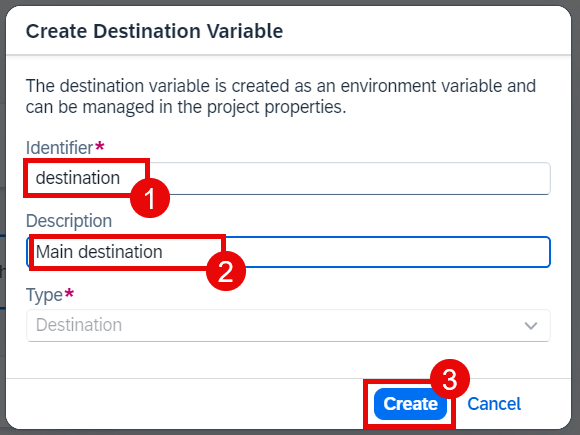 Create Destination Variable
The destination variable is created as an environment variable and
can be managed in the project properties.
Identifier*
destination
1
Description
Main destination
2
Type*
Destination
3
Create Cancel